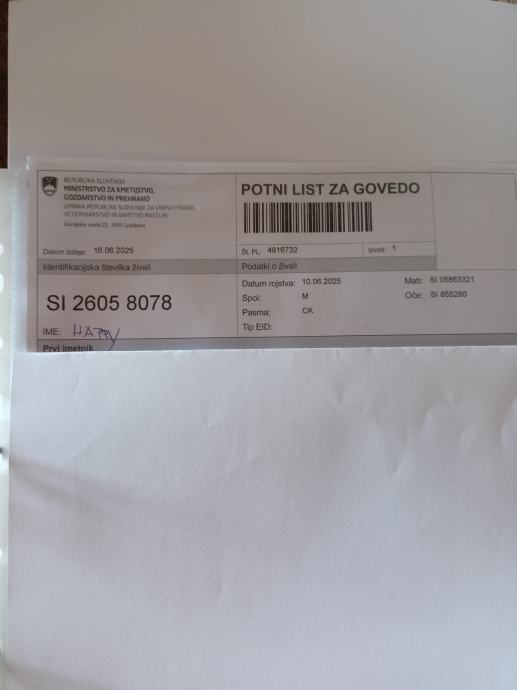 REPUBLIKA SLOVENIJA
MINISTRSTVO ZA KMETIJSTVO,
GOZDARSTVO IN PREHRANO
UPRAVA REPUBLIKE SLOVENIJE ZA VARNO HRANO,
VETERINARSTVO IN VARSTVO RASTLIN
Dunajska cesta 22, 1000 Ljubljana
Datum izdaje: 16.06.2025
POTNI LIST ZA GOVEDO
Št. PL: 4816732 Izvod: 1
Identifikacijska številka živali
SI 2605 8078
IME: HARRY
Podatki o živali
Datum rojstva: 10.06.2025 Mati: SI 05863321
Spol: M Oče: SI 855280
Pasma: CK
Tip EID:
Prvi imetnik